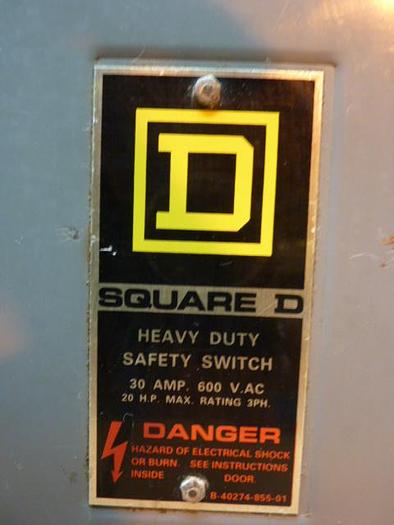 D
SQUARE D
HEAVY DUTY
SAFETY SWITCH
30 AMP. 600 V.AC
20 H.P. MAX. RATING 3PH.
DANGER
HAZARD OF ELECTRICAL SHOCK
OR BURN. SEE INSTRUCTIONS
INSIDE DOOR.
B-40274-855-01